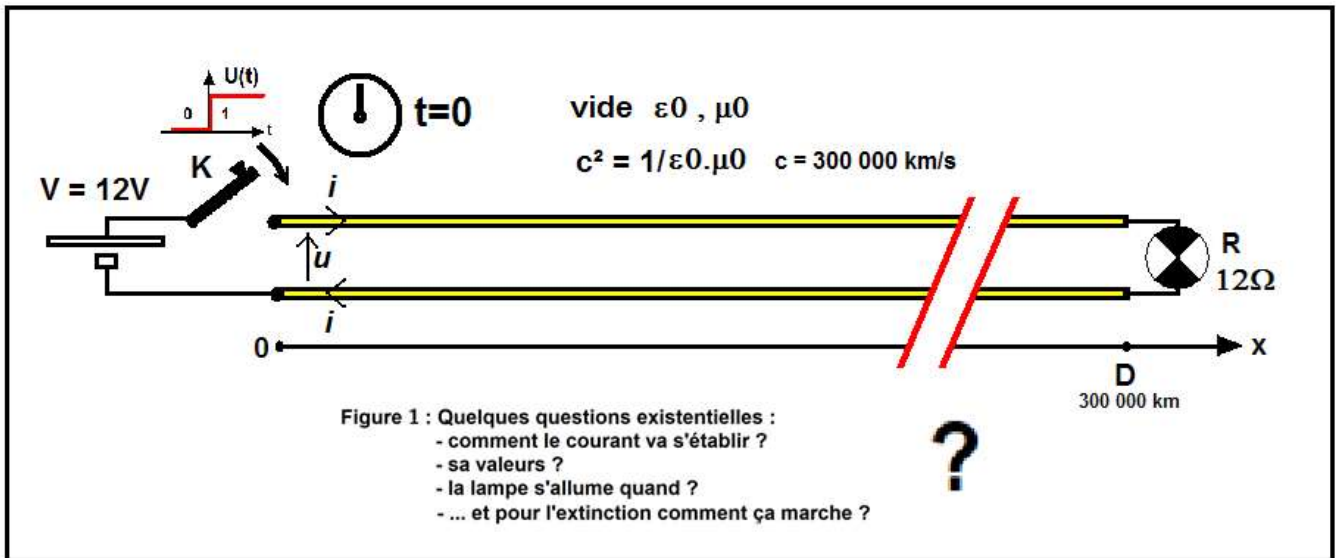 U(t)
0
1
t
t=0
vide ε0 , μ0
c² = 1/ε0.μ0 c = 300 000 km/s
K
V = 12V
i
u
i
R
12Ω
0
x
D
300 000 km
Figure 1 : Quelques questions existentielles :
- comment le courant va s'établir ?
- sa valeurs ?
- la lampe s'allume quand ?
- ... et pour l'extinction comment ça marche ?
?